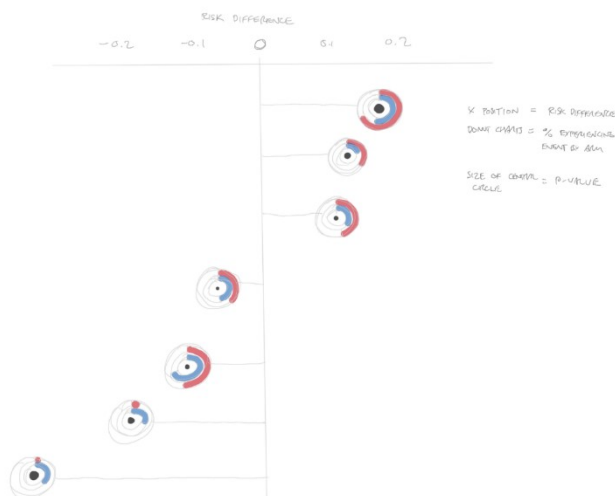 RISK DIFFERENCE
-0.2 -0.1 0 0.1 0.2
X POSITION = RISK DIFFERENCE
DONUT CHARTS = % EXPERIENCING
EVENT BY ARM
SIZE OF CENTRAL = P-VALUE
CIRCLE